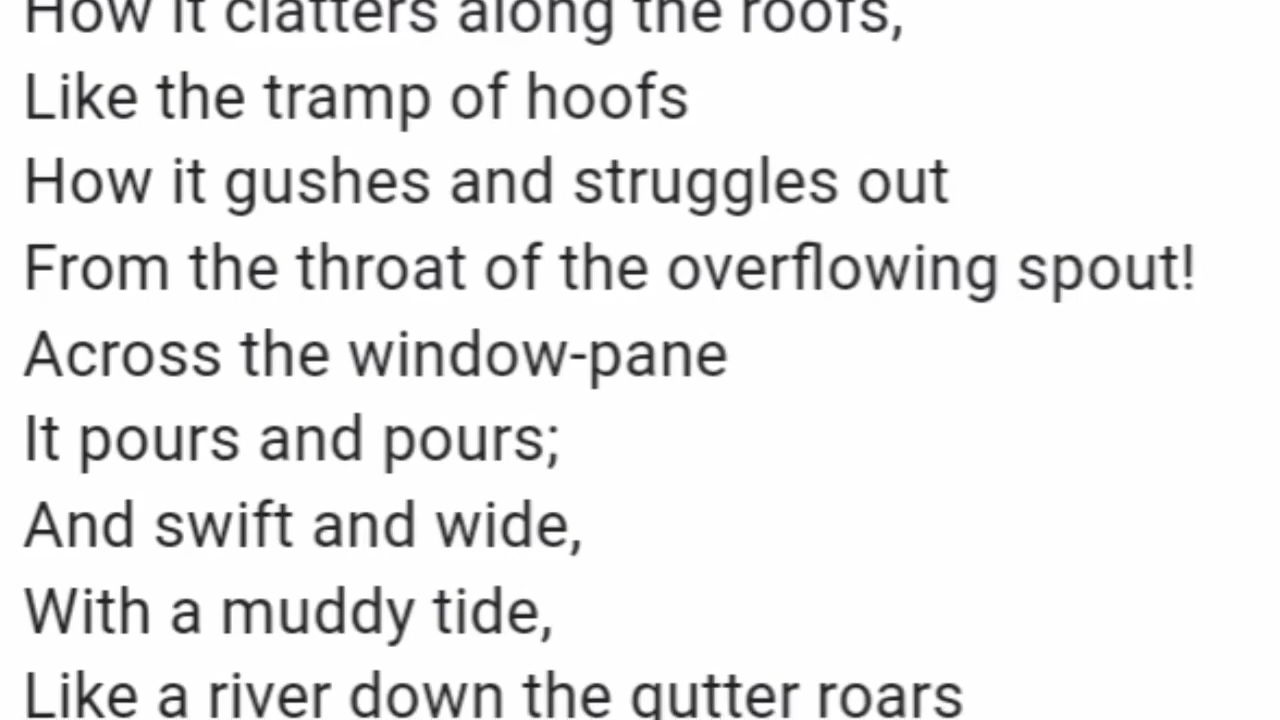 How it clatters along the roofs,
Like the tramp of hoofs
How it gushes and struggles out
From the throat of the overflowing spout!
Across the window-pane
It pours and pours;
And swift and wide,
With a muddy tide,
Like a river down the gutter roars